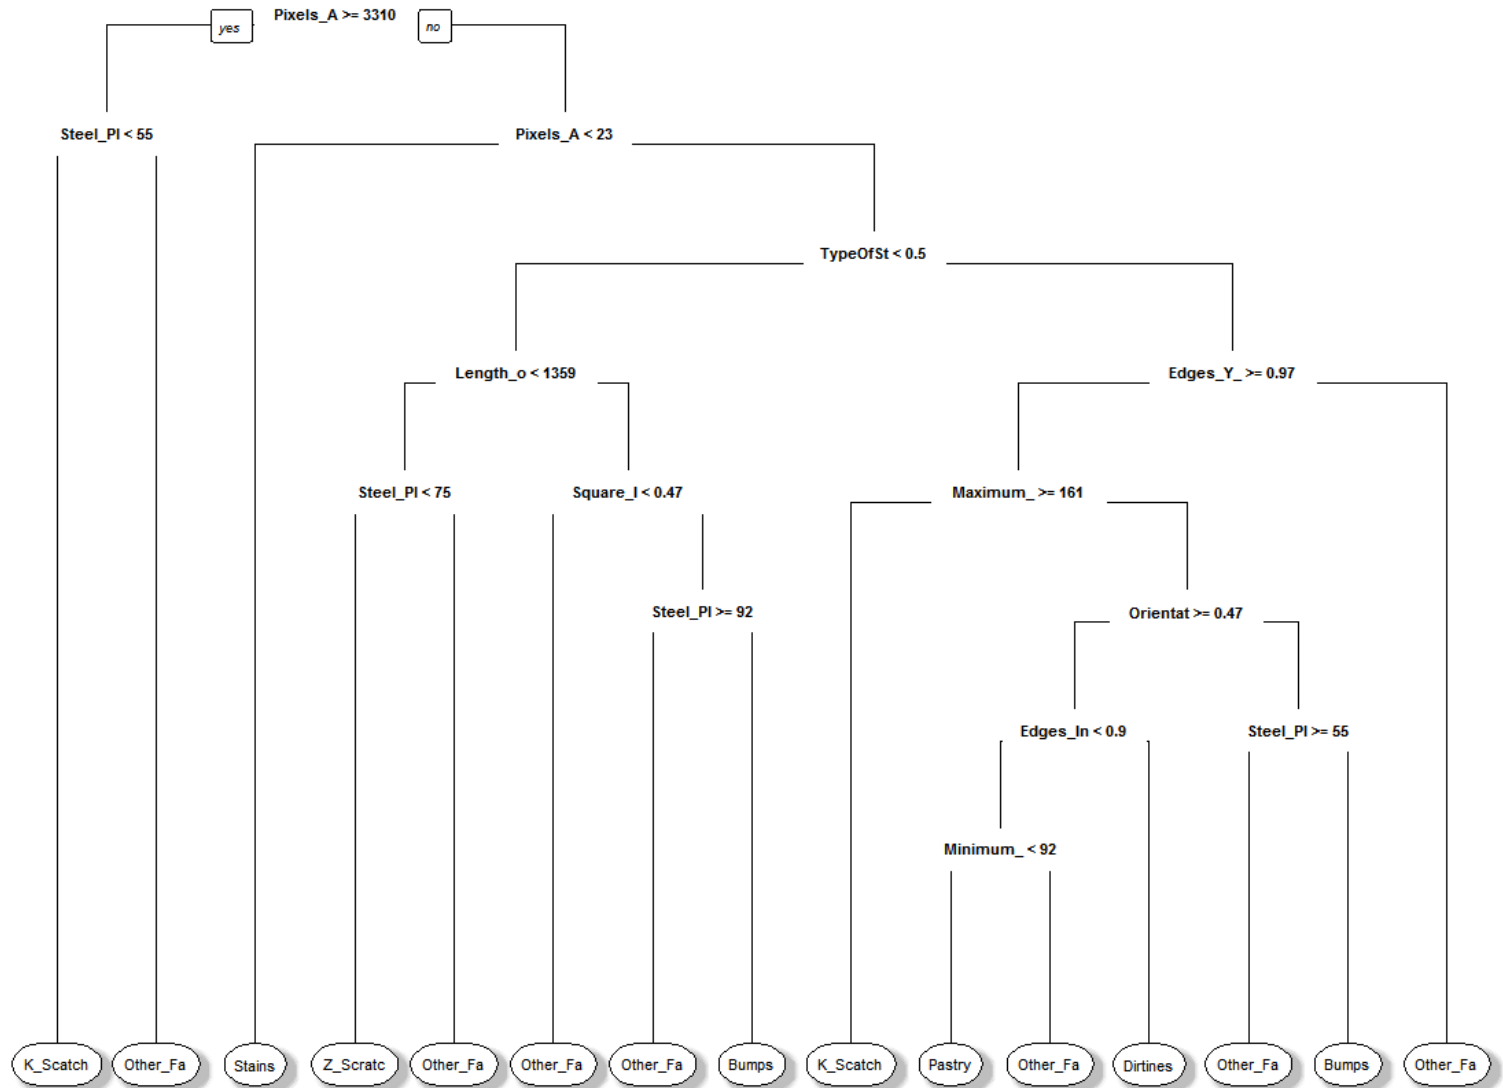 Pixels_A >= 3310
yes
no
Steel_Pl < 55
Pixels_A < 23
TypeOfSt < 0.5
Length_o < 1359
Edges_Y_ >= 0.97
Steel_Pl < 75
Square_I < 0.47
Maximum_ >= 161
Steel_Pl >= 92
Orientat >= 0.47
Edges_In < 0.9
Steel_Pl >= 55
Minimum_ < 92
K_Scatch
Other_Fa
Stains
Z_Scratc
Other_Fa
Other_Fa
Other_Fa
Bumps
K_Scatch
Pastry
Other_Fa
Dirtines
Other_Fa
Bumps
Other_Fa